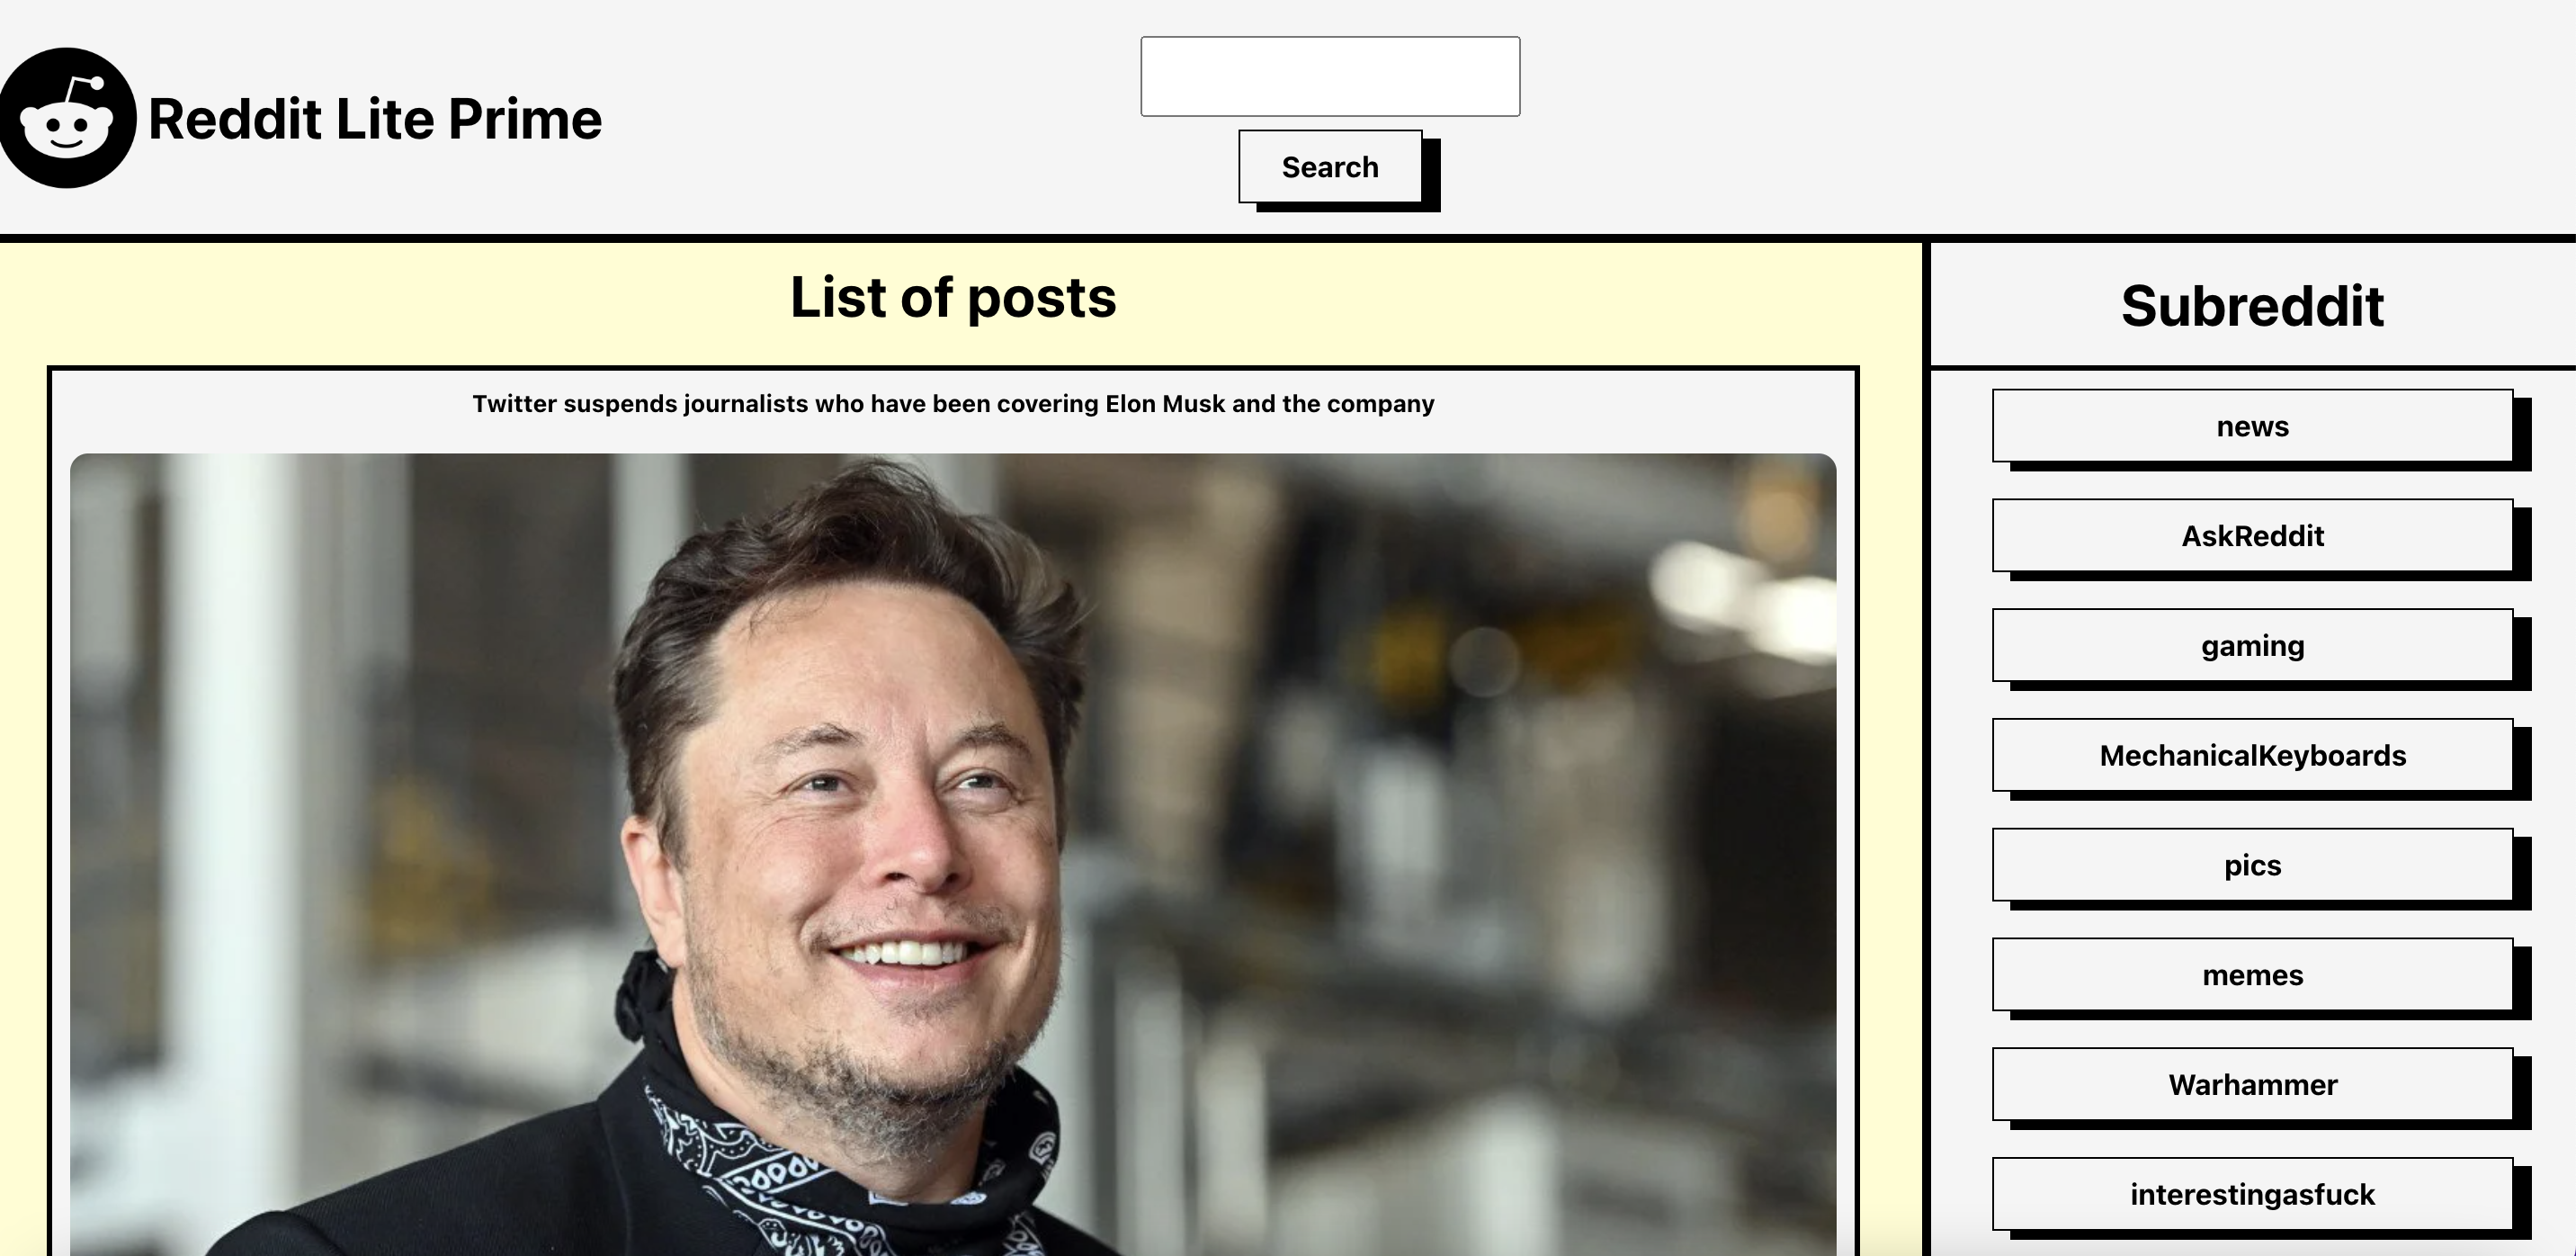 Reddit Lite Prime
Search
List of posts
Twitter suspends journalists who have been covering Elon Musk and the company
Subreddit
news
AskReddit
gaming
MechanicalKeyboards
pics
memes
Warhammer
interestingasfuck